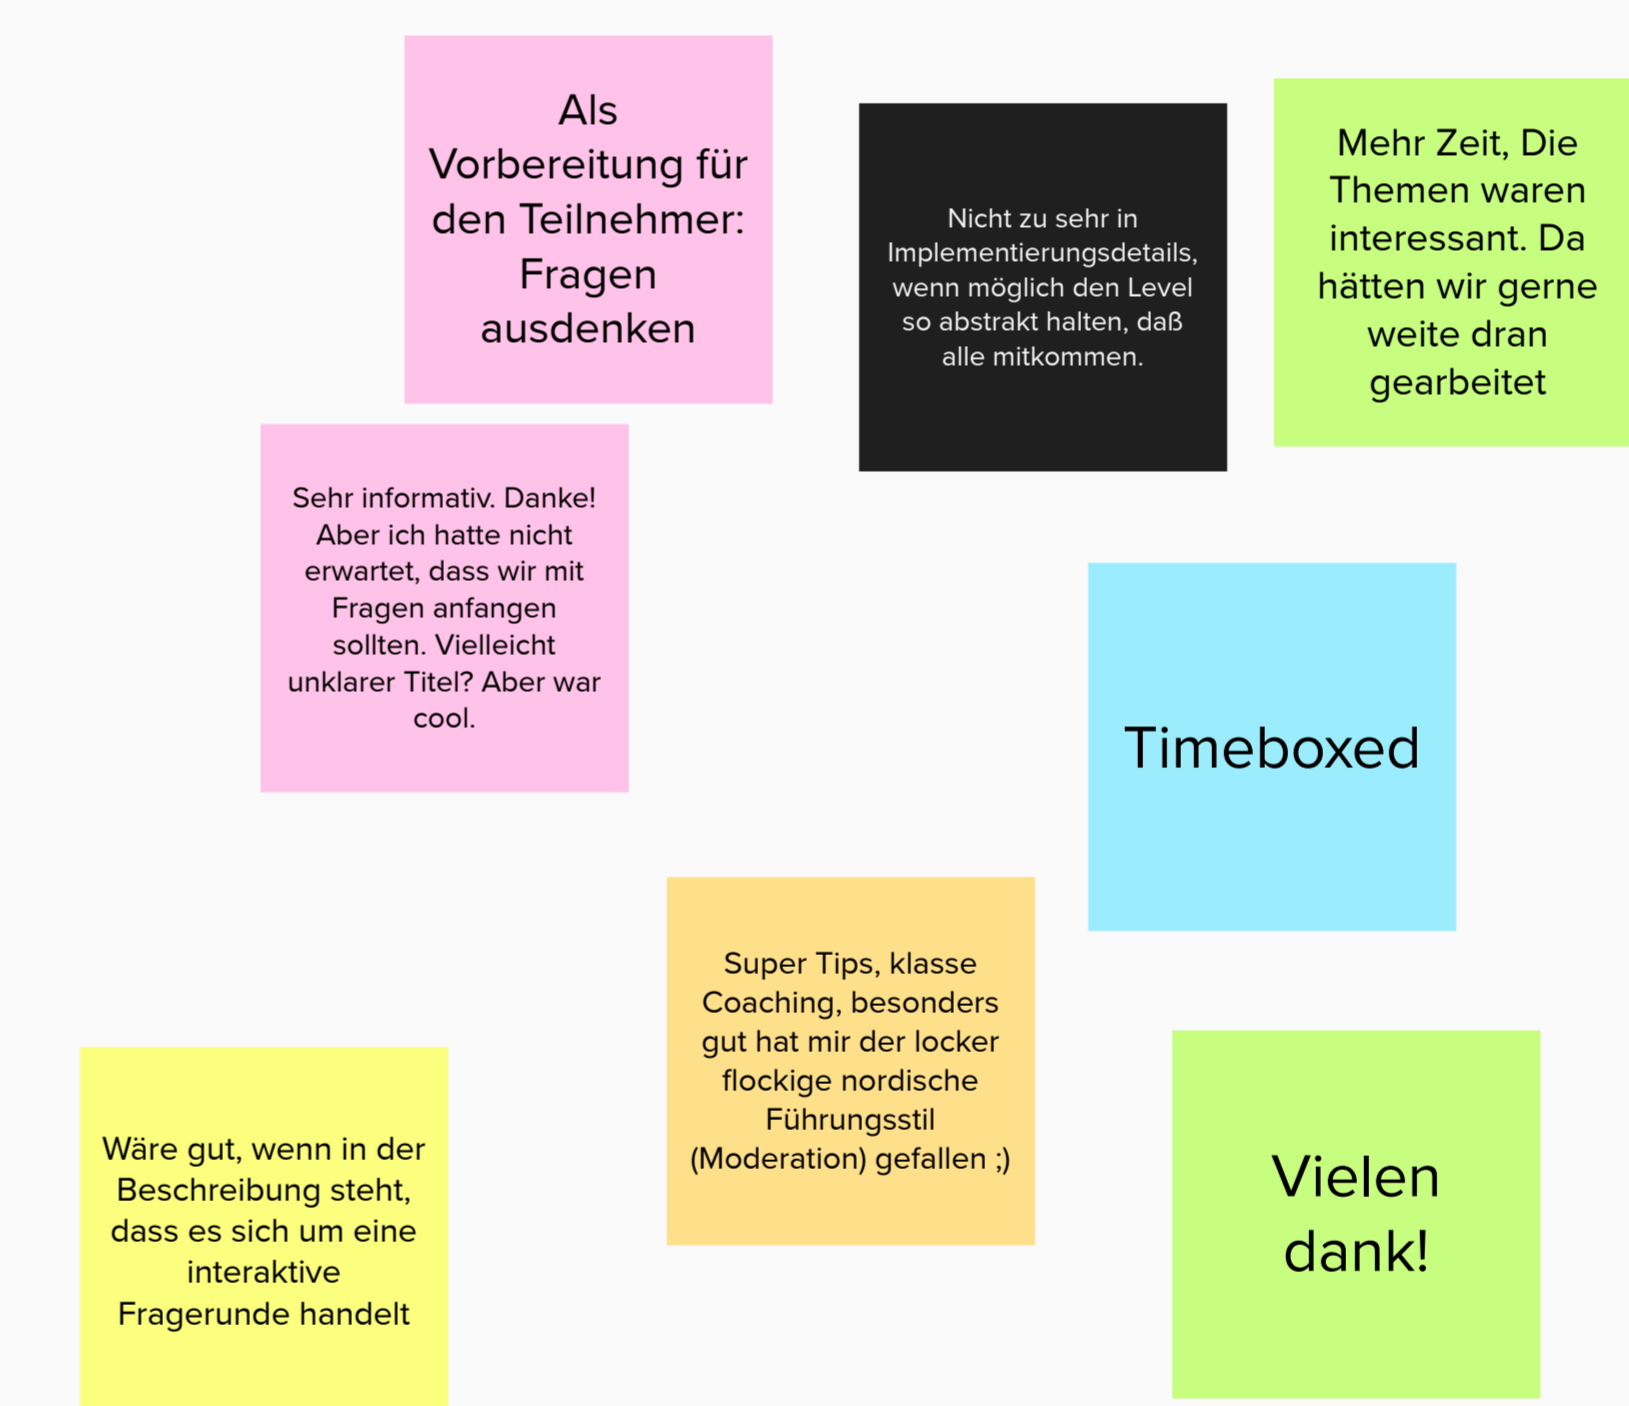 Als
Vorbereitung für
den Teilnehmer:
Fragen
ausdenken
Nicht zu sehr in
Implementierungsdetails,
wenn möglich den Level
so abstrakt halten, daß
alle mitkommen.
Mehr Zeit, Die
Themen waren
interessant. Da
hätten wir gerne
weite dran
gearbeitet
Sehr informativ. Danke!
Aber ich hatte nicht
erwartet, dass wir mit
Fragen anfangen
sollten. Vielleicht
unklarer Titel? Aber war
cool.
Timeboxed
Super Tips, klasse
Coaching, besonders
gut hat mir der locker
flockige nordische
Führungsstil
(Moderation) gefallen ;)
Wäre gut, wenn in der
Beschreibung steht,
dass es sich um eine
interaktive
Fragerunde handelt
Vielen
dank!